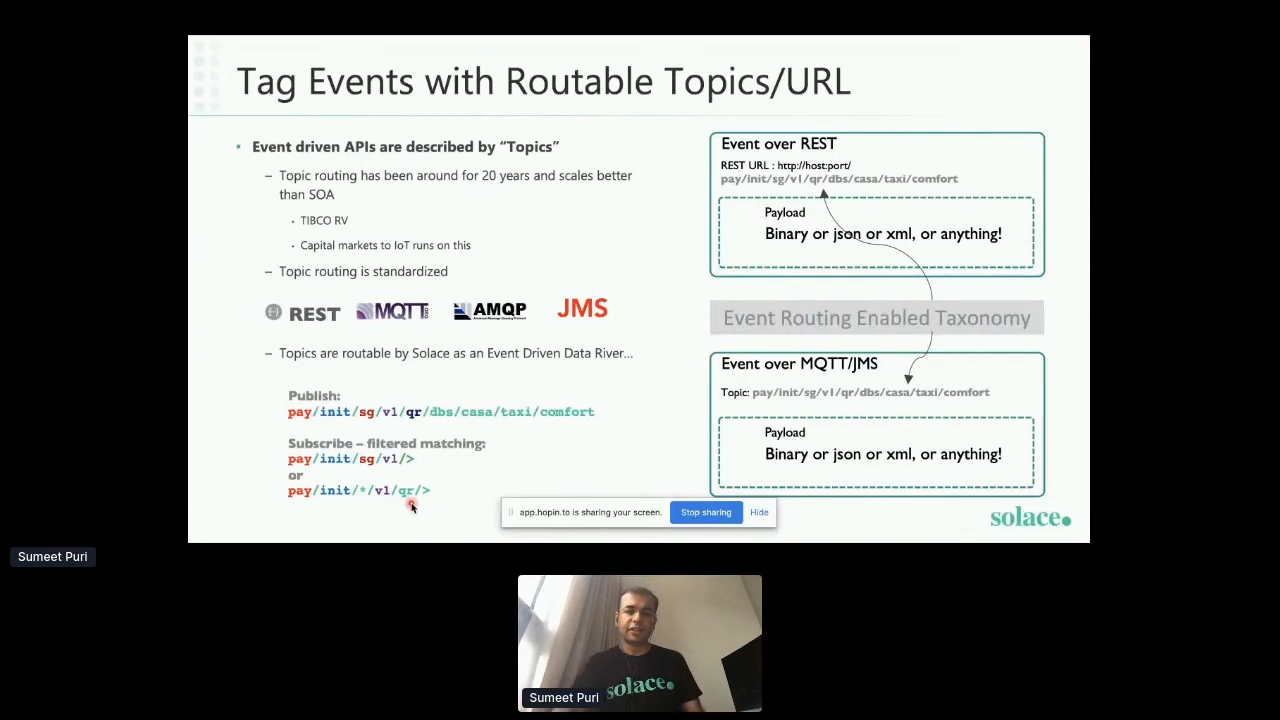 Tag Events with Routable Topics/URL
• Event driven APIs are described by “Topics”
– Topic routing has been around for 20 years and scales better
than SOA
· TIBCO RV
· Capital markets to IoT runs on this
– Topic routing is standardized
REST MQTT.ORG AMQP JMS
– Topics are routable by Solace as an Event Driven Data River...
Publish:
pay/init/sg/v1/qr/dbs/casa/taxi/comfort
Subscribe – filtered matching:
pay/init/sg/v1/>
or
pay/init/*/v1/qr/>
Event over REST
REST URL : http://host:port/
pay/init/sg/v1/qr/dbs/casa/taxi/comfort
Payload
Binary or json or xml, or anything!
Event Routing Enabled Taxonomy
Event over MQTT/JMS
Topic: pay/init/sg/v1/qr/dbs/casa/taxi/comfort
Payload
Binary or json or xml, or anything!
app.hopin.to is sharing your screen. Stop sharing Hide
solace.
Sumeet Puri
solace.
Sumeet Puri